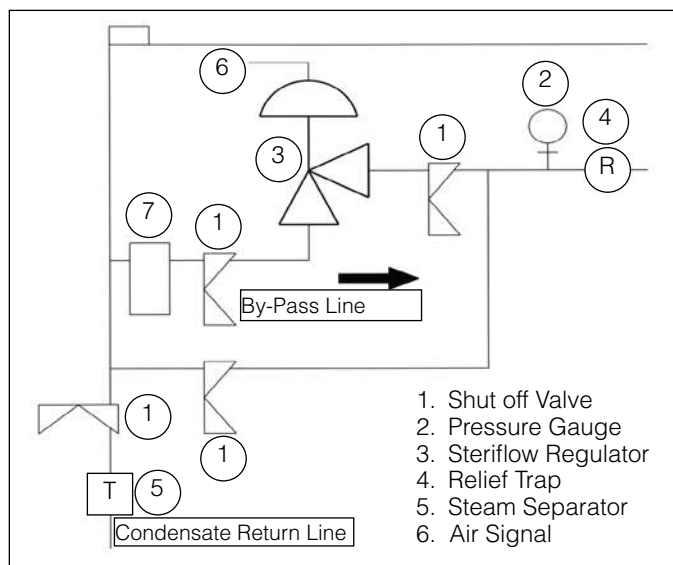 6
2
4
1
3
R
7
1
By-Pass Line
1
T
5
1
Condensate Return Line
1. Shut off Valve
2. Pressure Gauge
3. Steriflow Regulator
4. Relief Trap
5. Steam Separator
6. Air Signal